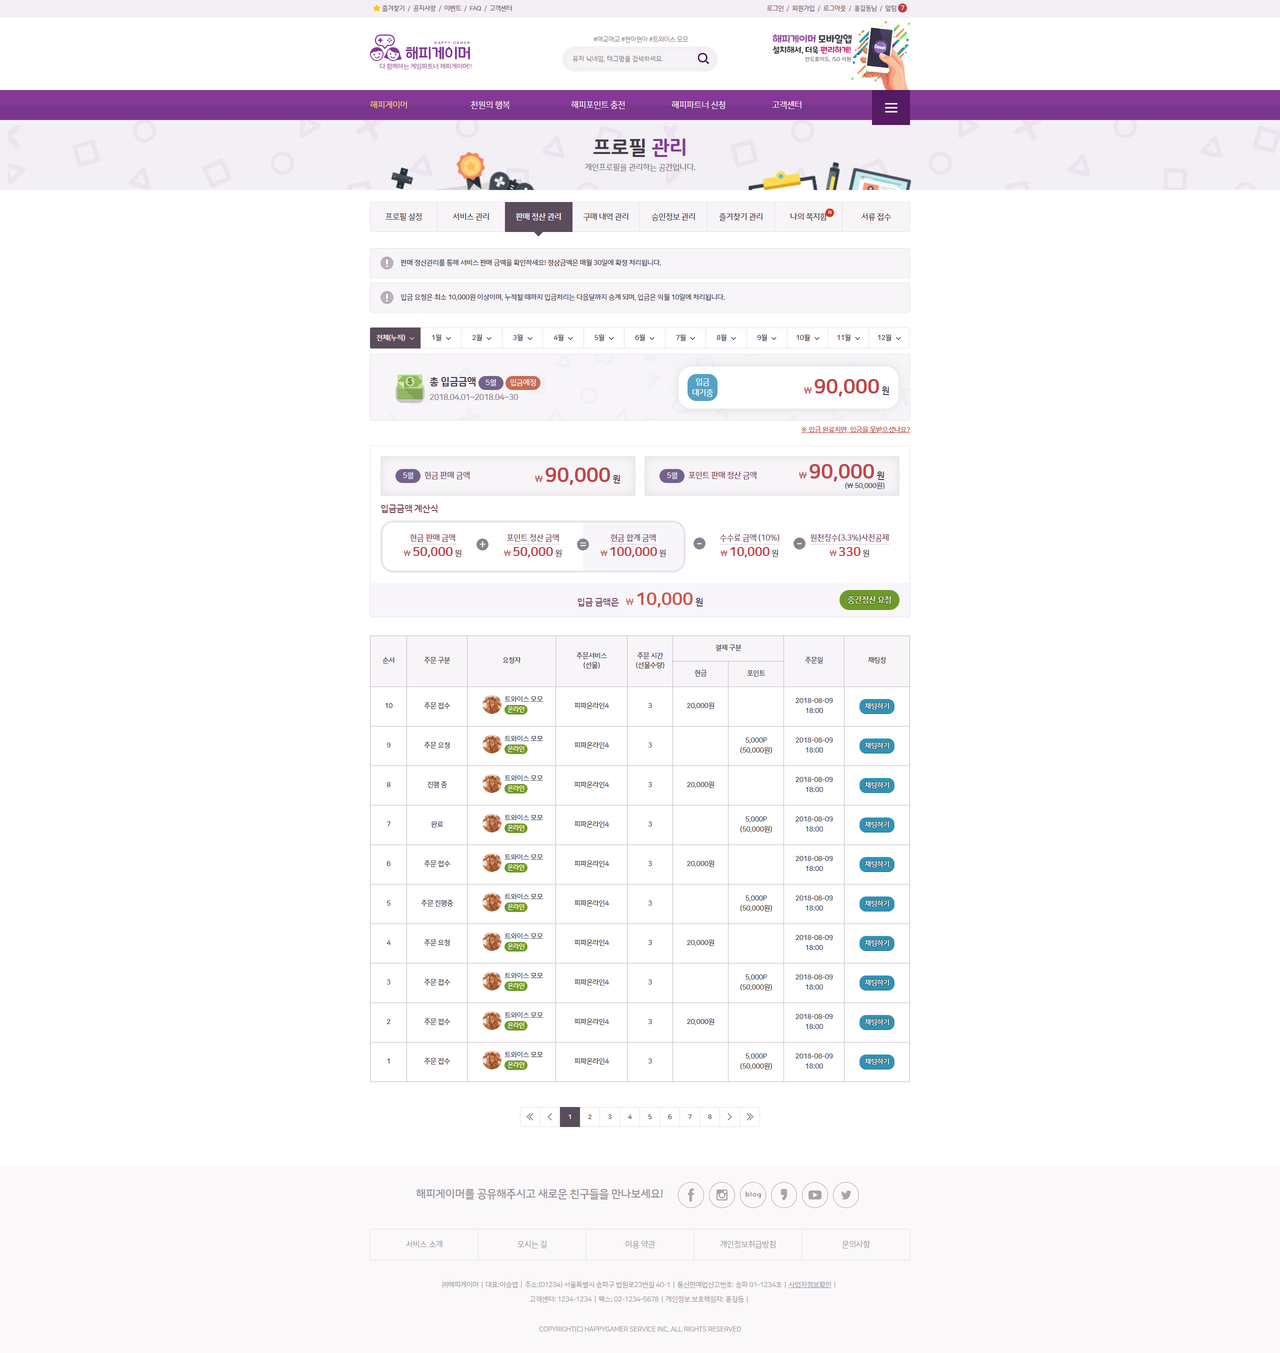 즐겨찾기 / 공지사항 / 이벤트 / FAQ / 고객센터
로그인 / 회원가입 / 로그아웃 / 홍길동님 / 알림 7
HAPPY GAMER
해피게이머
다 함께하는 게임파트너 해피게이머!!
#애교애교 #현아현아 #트와이스 모모
유저 닉네임, 태그명을 검색하세요.
해피게이머 모바일앱
설치해서, 더욱 편리하게!
안드로이드, ISO 지원
해피게이머 천원의 행복 해피포인트 충전 해피파트너 신청 고객센터
프로필 관리
개인프로필을 관리하는 공간입니다.
프로필 설정 서비스 관리 판매 정산 관리 구매 내역 관리 승인정보 관리 즐겨찾기 관리 나의 쪽지함 N 서류 접수
판매 정산관리를 통해 서비스 판매 금액을 확인하세요! 정삼금액은 매월 30일에 확정 처리됩니다.
입금 요청은 최소 10,000원 이상이며, 누적될 때까지 입금처리는 다음달까지 승계 되며, 입금은 익월 10일에 처리됩니다.
전체(누적) 1월 2월 3월 4월 5월 6월 7월 8월 9월 10월 11월 12월
총 입금금액 5월 입금예정
2018.04.01~2018.04~30
입금
대기중
₩ 90,000 원
※ 입금 완료지만, 입금을 못받으셨나요?
5월 현금 판매 금액 ₩ 90,000 원
5월 포인트 판매 정산 금액 ₩ 90,000 원
(₩ 50,000원)
입금금액 계산식
현금 판매 금액 + 포인트 정산 금액 = 현금 합계 금액 - 수수료 금액 (10%) - 원천징수(3.3%)사전공제
₩ 50,000 원 ₩ 50,000 원 ₩ 100,000 원 ₩ 10,000 원 ₩ 330 원
입금 금액은 ₩ 10,000 원
중간정산 요청
순서 주문 구분 요청자 주문서비스 (선물) 주문 시간 (선물수량) 결제 구분 주문일 채팅창
현금 포인트
10 주문 접수 트와이스 모모 온라인 피파온라인4 3 20,000원 2018-08-09 18:00 채팅하기
9 주문 요청 트와이스 모모 온라인 피파온라인4 3 5,000P (50,000원) 2018-08-09 18:00 채팅하기
8 진행 중 트와이스 모모 온라인 피파온라인4 3 20,000원 2018-08-09 18:00 채팅하기
7 완료 트와이스 모모 온라인 피파온라인4 3 5,000P (50,000원) 2018-08-09 18:00 채팅하기
6 주문 접수 트와이스 모모 온라인 피파온라인4 3 20,000원 2018-08-09 18:00 채팅하기
5 주문 진행중 트와이스 모모 온라인 피파온라인4 3 5,000P (50,000원) 2018-08-09 18:00 채팅하기
4 주문 요청 트와이스 모모 온라인 피파온라인4 3 20,000원 2018-08-09 18:00 채팅하기
3 주문 접수 트와이스 모모 온라인 피파온라인4 3 5,000P (50,000원) 2018-08-09 18:00 채팅하기
2 주문 접수 트와이스 모모 온라인 피파온라인4 3 20,000원 2018-08-09 18:00 채팅하기
1 주문 접수 트와이스 모모 온라인 피파온라인4 3 5,000P (50,000원) 2018-08-09 18:00 채팅하기
1 2 3 4 5 6 7 8
해피게이머를 공유해주시고 새로운 친구들을 만나보세요!
blog
서비스 소개 오시는 길 이용 약관 개인정보취급방침 문의사항
㈜해피게이머 | 대표:이승엽 | 주소:(01234) 서울특별시 송파구 법원로23번길 40-1 | 통신판매업신고번호: 송파 01-1234호 | 사업자정보확인 |
고객센터: 1234-1234 | 팩스: 02-1234-5678 | 개인정보 보호책임자: 홍길동 |
COPYRIGHT(C) HAPPYGAMER SERVICE INC. ALL RIGHTS RESERVED